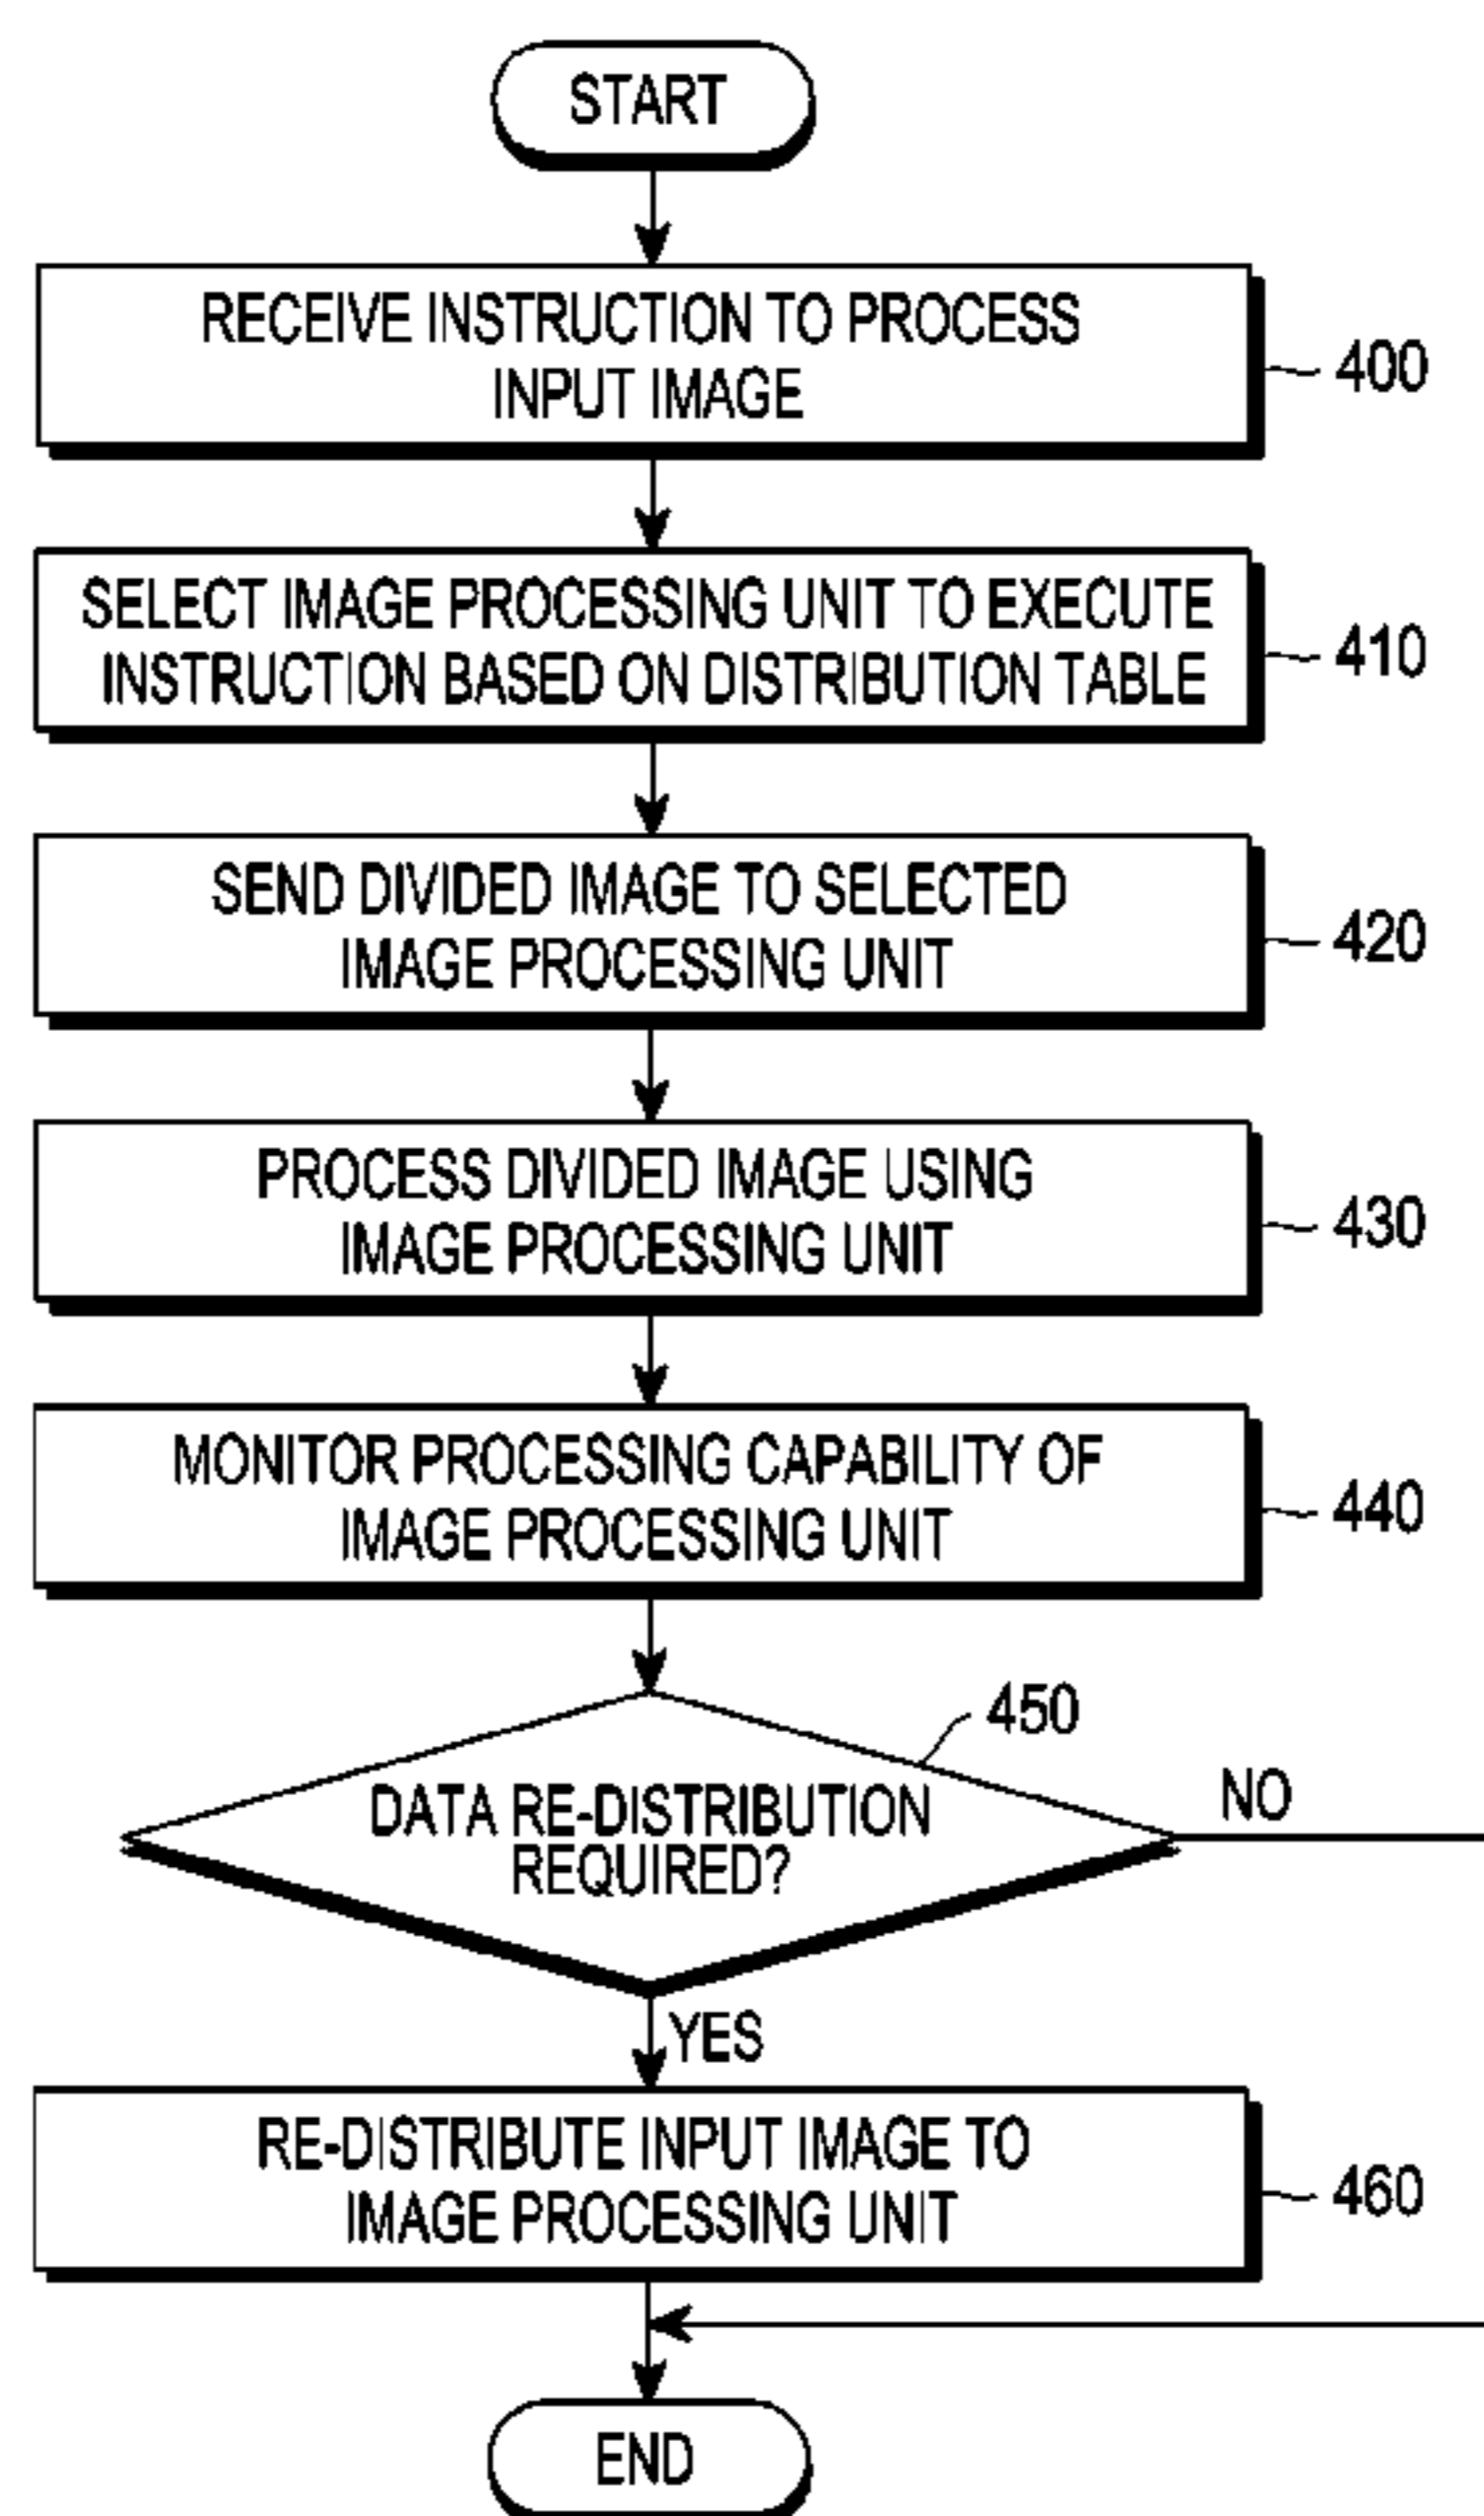 START
RECEIVE INSTRUCTION TO PROCESS
INPUT IMAGE
400
SELECT IMAGE PROCESSING UNIT TO EXECUTE
INSTRUCTION BASED ON DISTRIBUTION TABLE
410
SEND DIVIDED IMAGE TO SELECTED
IMAGE PROCESSING UNIT
420
PROCESS DIVIDED IMAGE USING
IMAGE PROCESSING UNIT
430
MONITOR PROCESSING CAPABILITY OF
IMAGE PROCESSING UNIT
440
450
DATA RE-DISTRIBUTION
REQUIRED?
NO
YES
RE-DISTRIBUTE INPUT IMAGE TO
IMAGE PROCESSING UNIT
460
END